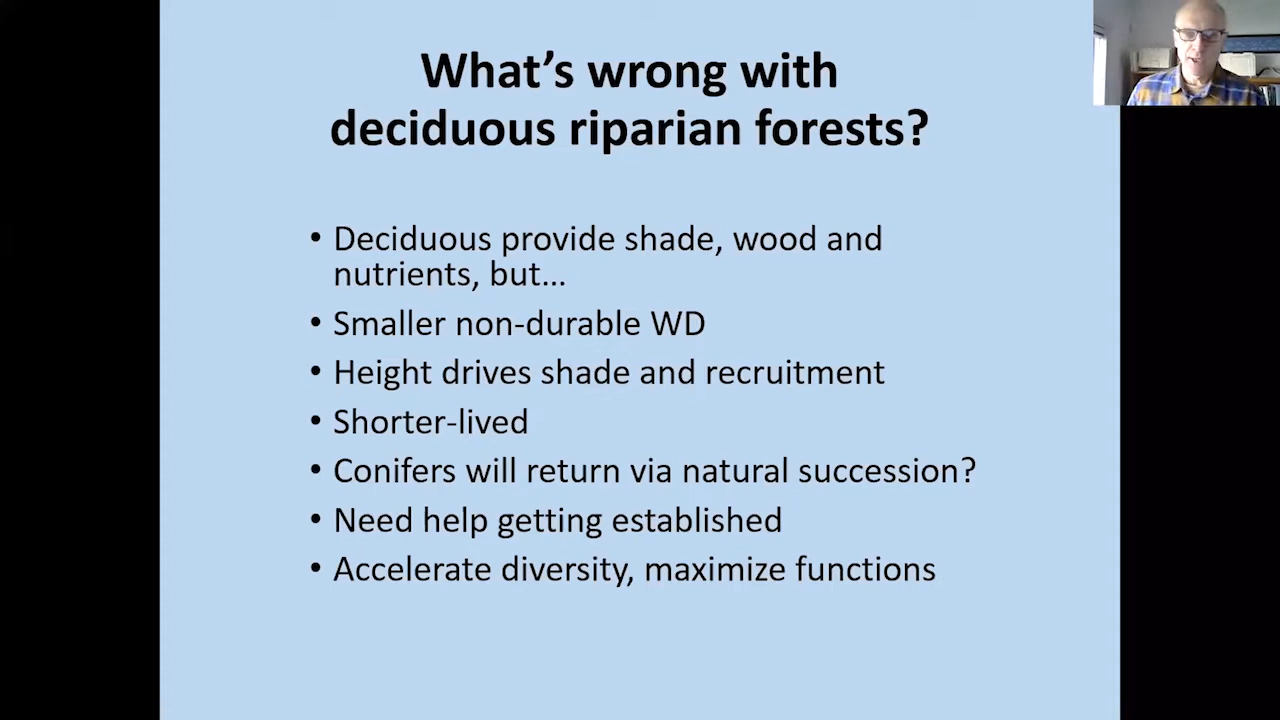 What’s wrong with
deciduous riparian forests?
• Deciduous provide shade, wood and
nutrients, but…
• Smaller non-durable WD
• Height drives shade and recruitment
• Shorter-lived
• Conifers will return via natural succession?
• Need help getting established
• Accelerate diversity, maximize functions